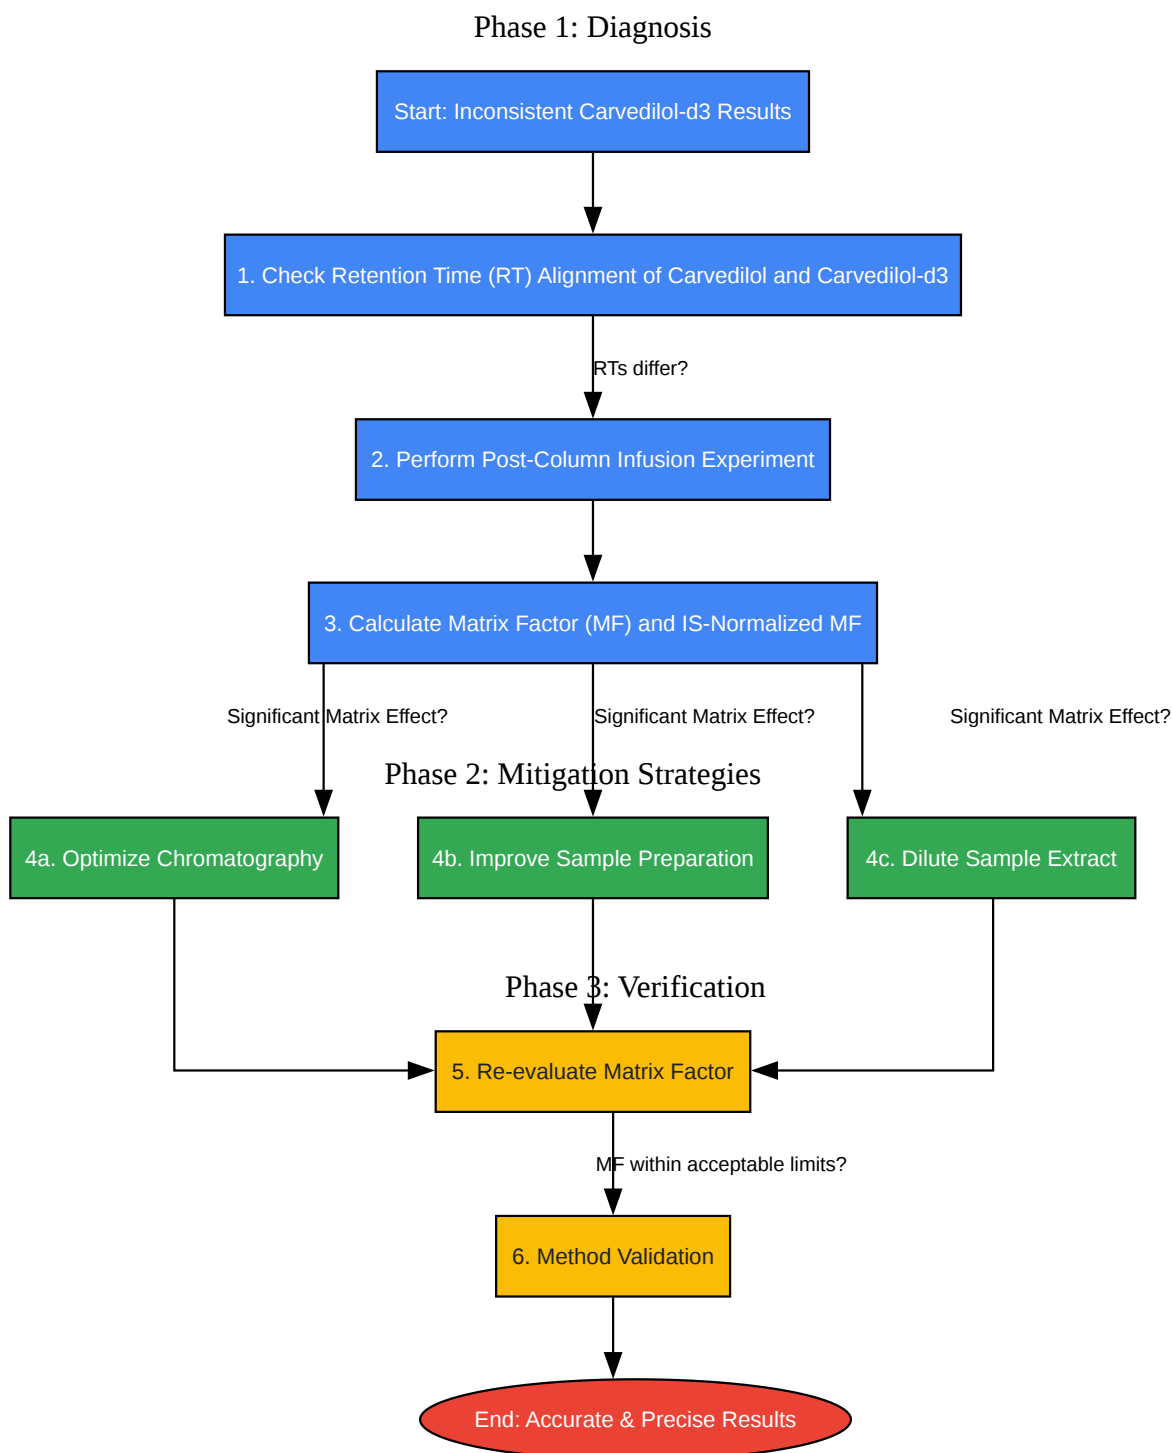 Phase 1: Diagnosis
Start: Inconsistent Carvedilol-d3 Results
1. Check Retention Time (RT) Alignment of Carvedilol and Carvedilol-d3
RTs differ?
2. Perform Post-Column Infusion Experiment
3. Calculate Matrix Factor (MF) and IS-Normalized MF
Significant Matrix Effect?
Significant Matrix Effect?
Significant Matrix Effect?
Phase 2: Mitigation Strategies
4a. Optimize Chromatography
4b. Improve Sample Preparation
4c. Dilute Sample Extract
Phase 3: Verification
5. Re-evaluate Matrix Factor
MF within acceptable limits?
6. Method Validation
End: Accurate & Precise Results